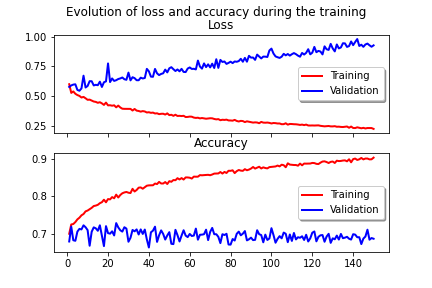 Evolution of loss and accuracy during the training
Loss
1.00
0.75
0.50
0.25
Training
Validation
Accuracy
0.9
0.8
0.7
Training
Validation
0 20 40 60 80 100 120 140